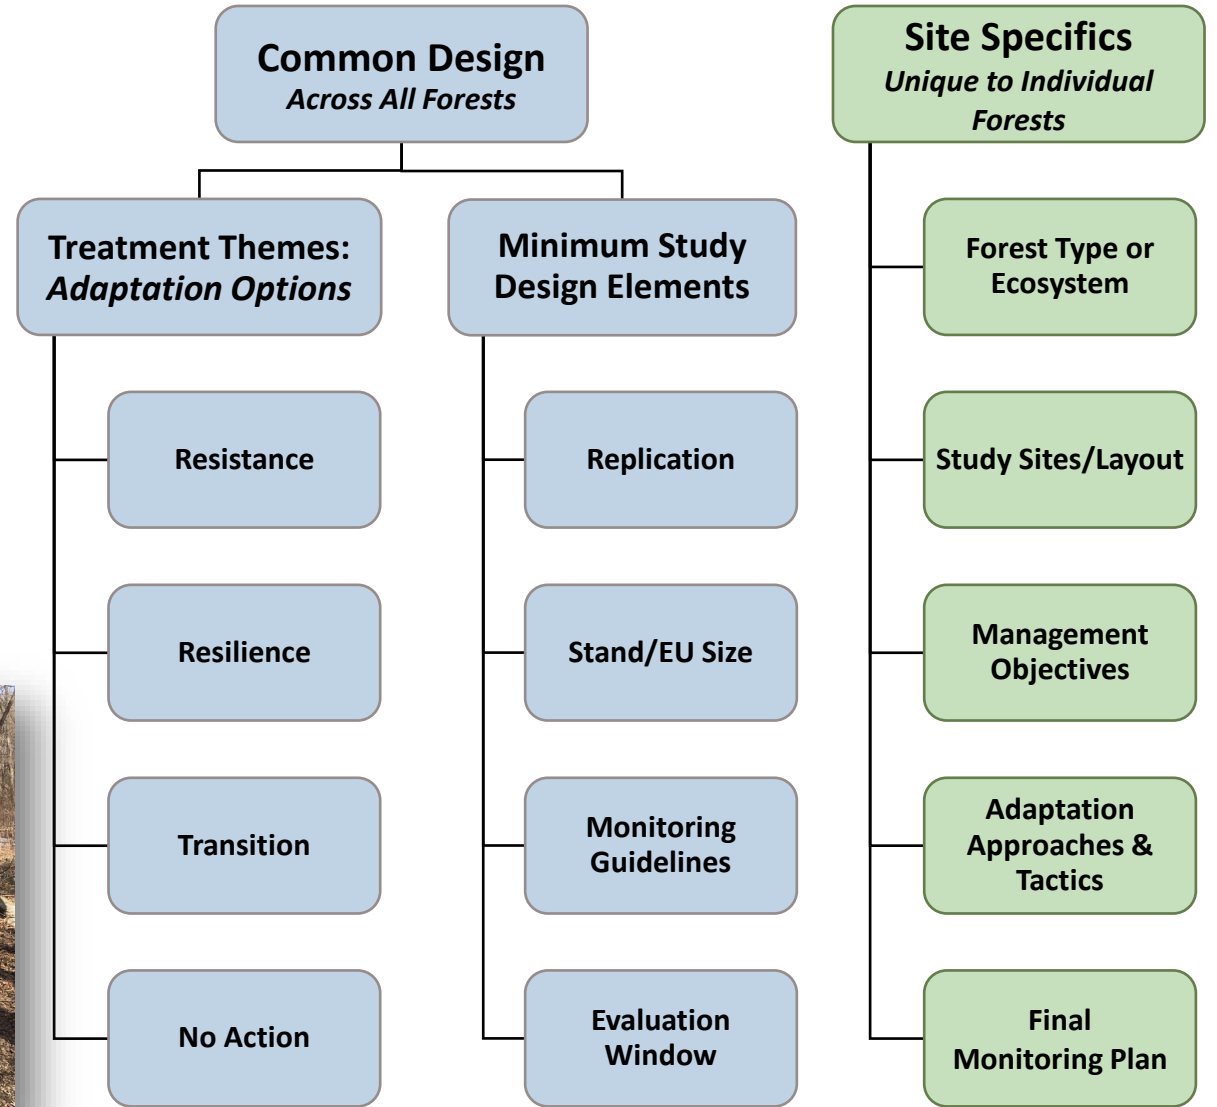 Common Design
Across All Forests
Treatment Themes:
Adaptation Options
Resistance
Resilience
Transition
No Action
Minimum Study
Design Elements
Replication
Stand/EU Size
Monitoring
Guidelines
Evaluation
Window
Site Specifics
Unique to Individual
Forests
Forest Type or
Ecosystem
Study Sites/Layout
Management
Objectives
Adaptation
Approaches &
Tactics
Final
Monitoring Plan